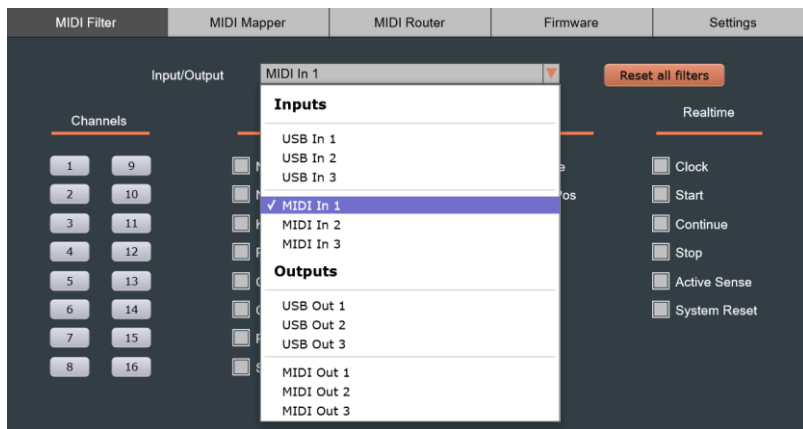 MIDI Filter
MIDI Mapper
MIDI Router
Firmware
Settings
Input/Output
MIDI In 1
Reset all filters
Inputs
USB In 1
USB In 2
USB In 3
✓ MIDI In 1
MIDI In 2
MIDI In 3
Outputs
USB Out 1
USB Out 2
USB Out 3
MIDI Out 1
MIDI Out 2
MIDI Out 3
Channels
1 9
2 10
3 11
4 12
5 13
6 14
7 15
8 16
Realtime
Clock
Start
Continue
Stop
Active Sense
System Reset